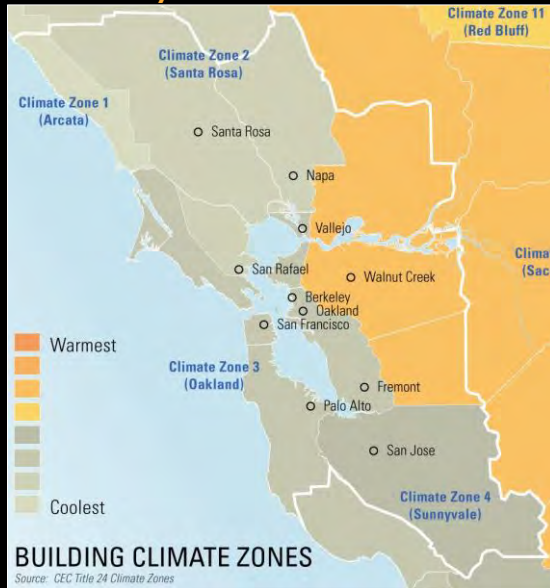 Climate Zone 11
(Red Bluff)
Climate Zone 2
(Santa Rosa)
Climate Zone 1
(Arcata)
Santa Rosa
Napa
Vallejo
Clima
(Sac
San Rafael
Walnut Creek
Berkeley
Oakland
San Francisco
Warmest
Climate Zone 3
(Oakland)
Fremont
Palo Alto
San Jose
Climate Zone 4
(Sunnyvale)
Coolest
BUILDING CLIMATE ZONES
Source: CEC Title 24 Climate Zones